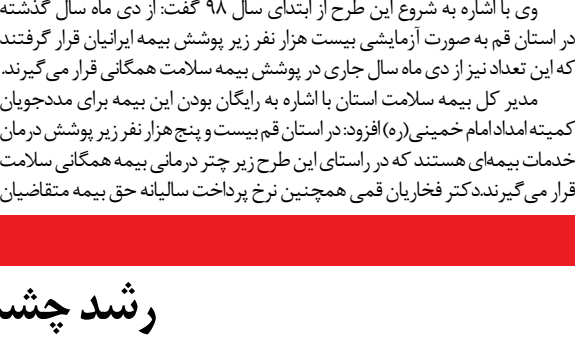 وی با اشاره به شروع این طرح از ابتدای سال ۹۸ گفت: از دی ماه سال گذشته
در استان قم به صورت آزمایشی بیست هزار نفر زیر پوشش بیمه ایرانیان قرار گرفتند
که این تعداد نیز از دی ماه سال جاری در پوشش بیمه سلامت همگانی قرار می‌گیرند.
مدیر کل بیمه سلامت استان با اشاره به رایگان بودن این بیمه برای مددجویان
کمیته امداد امام خمینی(ره) افزود: در استان قم بیست و پنج هزار نفر زیر پوشش درمان
خدمات بیمه‌ای هستند که در راستای این طرح زیر چتر درمانی بیمه همگانی سلامت
قرار می‌گیرند.دکتر فخاریان قمی همچنین نرخ پرداخت سالیانه حق بیمه متقاضیان
رشد